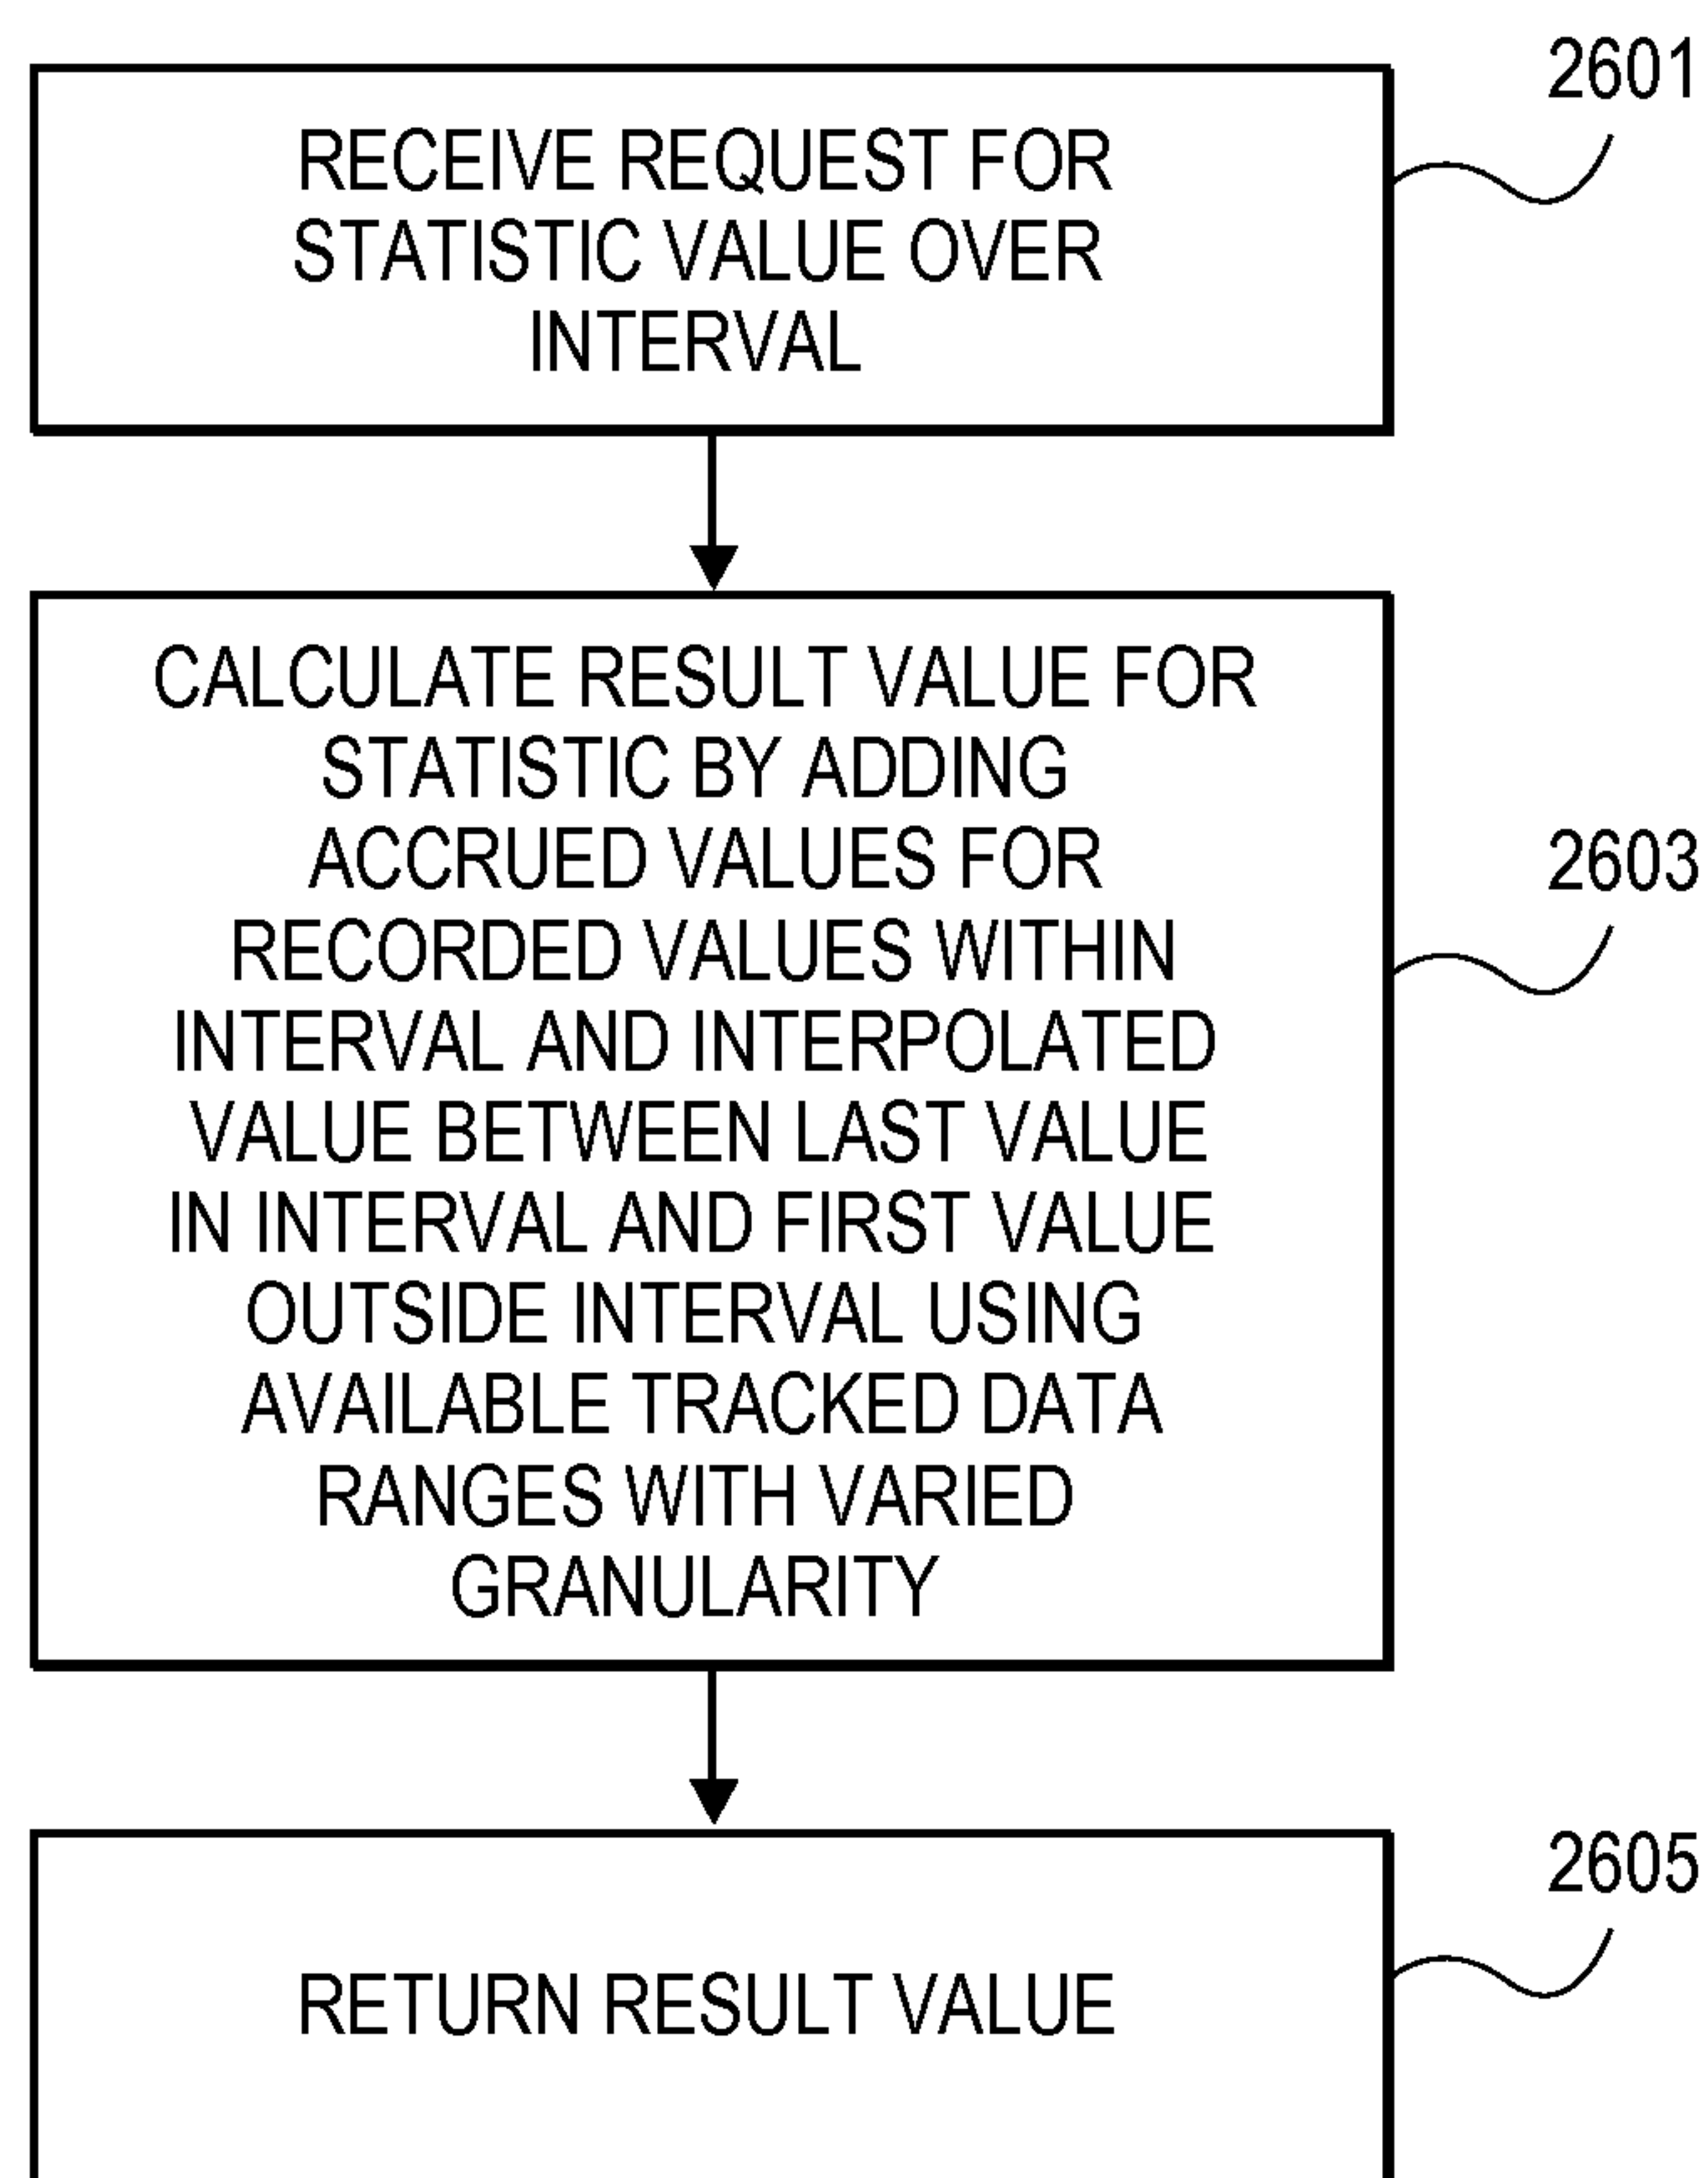 2601
RECEIVE REQUEST FOR
STATISTIC VALUE OVER
INTERVAL
CALCULATE RESULT VALUE FOR
STATISTIC BY ADDING
ACCRUED VALUES FOR
RECORDED VALUES WITHIN
INTERVAL AND INTERPOLATED
VALUE BETWEEN LAST VALUE
IN INTERVAL AND FIRST VALUE
OUTSIDE INTERVAL USING
AVAILABLE TRACKED DATA
RANGES WITH VARIED
GRANULARITY
2603
2605
RETURN RESULT VALUE